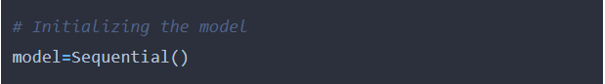 # Initializing the model
model=Sequential()